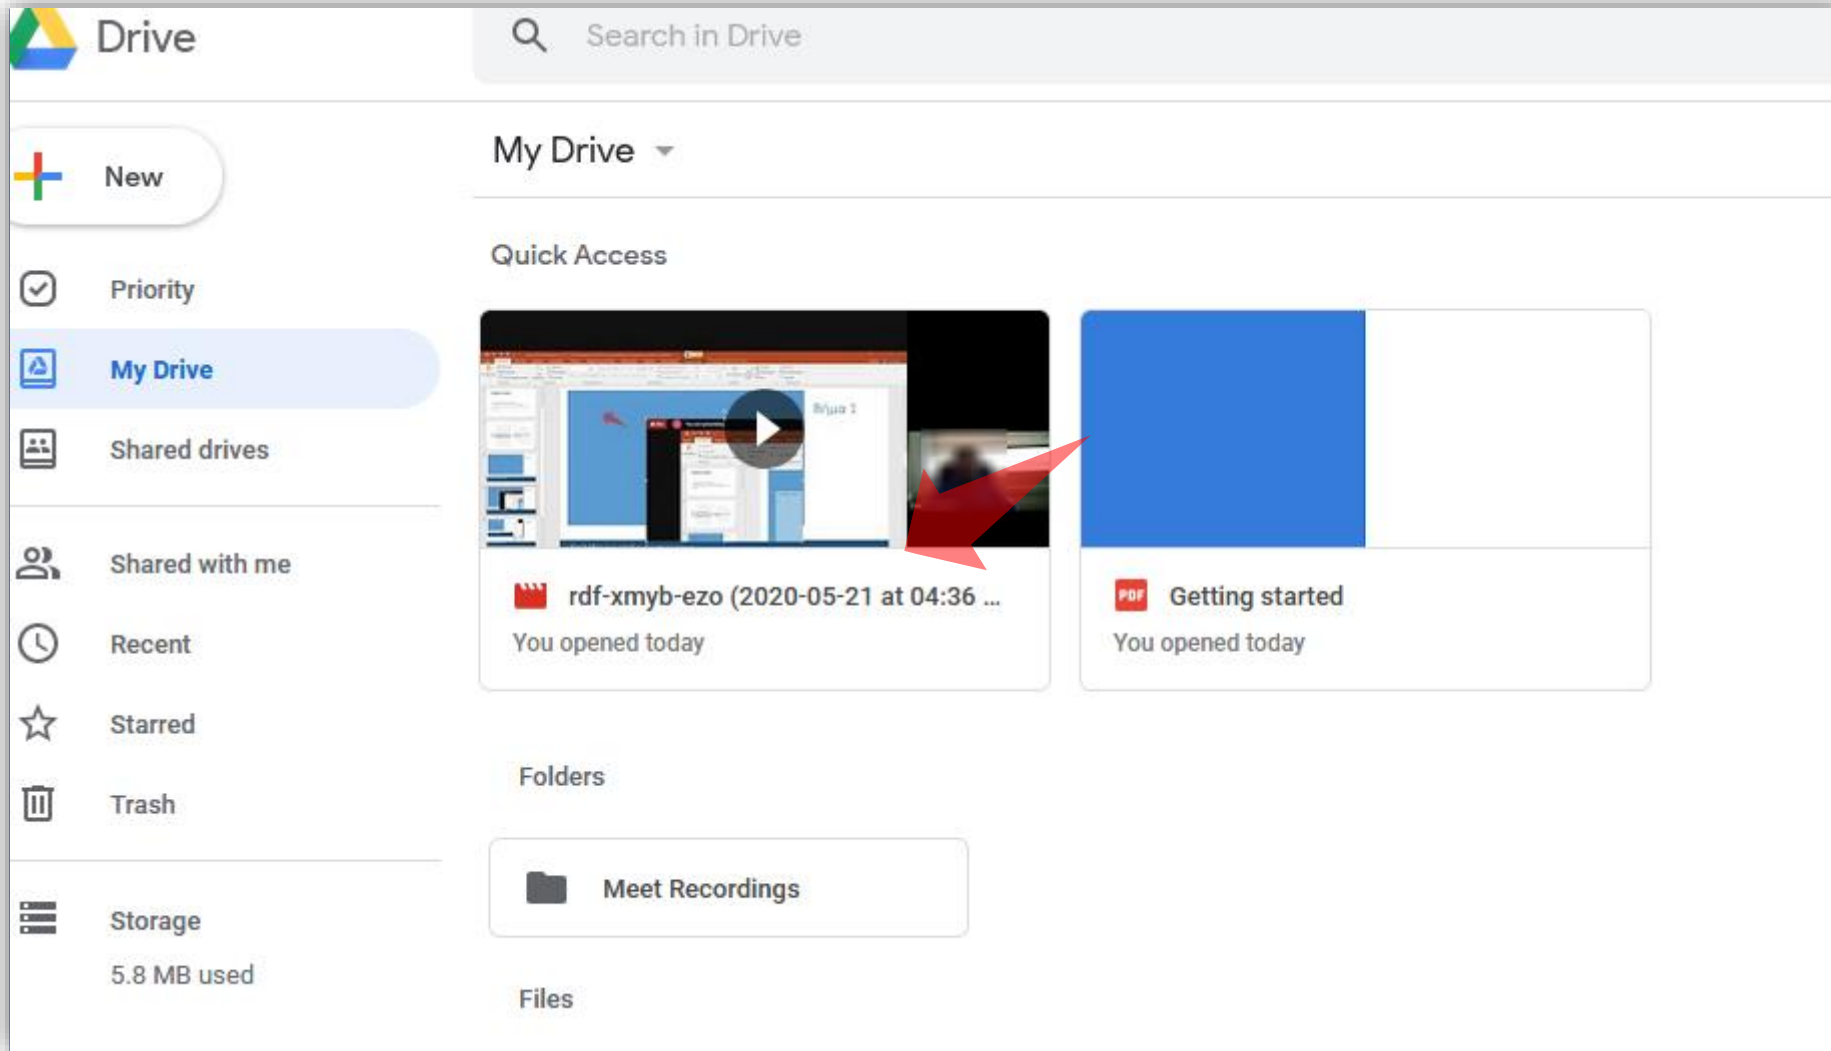 Drive
Search in Drive
New
My Drive
Priority
Quick Access
My Drive
Shared drives
Βήμα 1
rdf-xmyb-ezo (2020-05-21 at 04:36 ...
You opened today
PDF Getting started
You opened today
Shared with me
Recent
Starred
Folders
Trash
Meet Recordings
Storage
5.8 MB used
Files